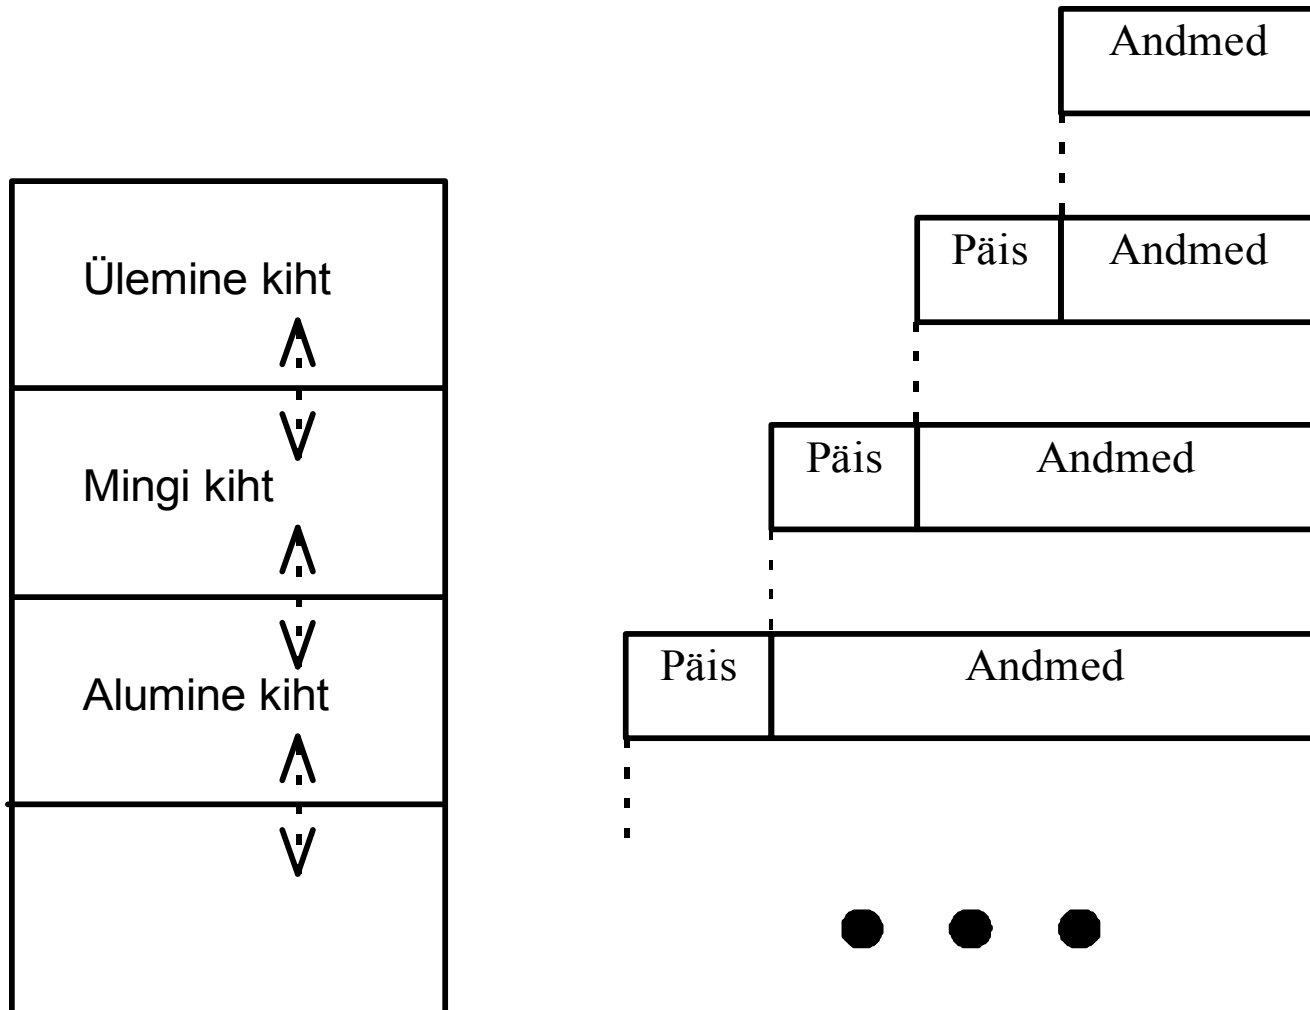 Andmed
Päis Andmed
Ülemine kiht
Päis Andmed
Mingi kiht
Päis Andmed
Alumine kiht